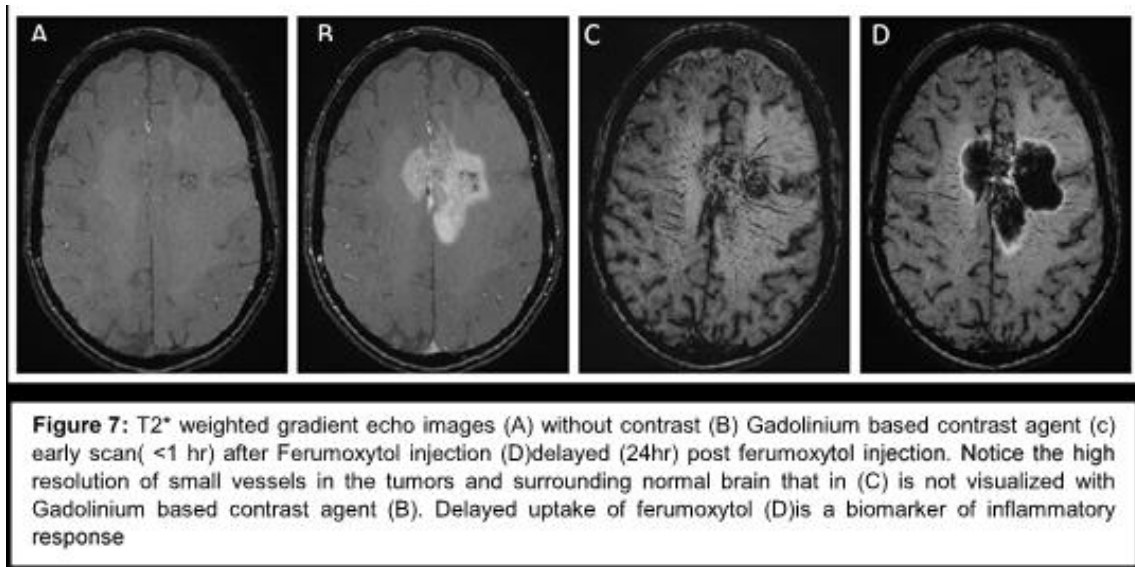 A B C D
Figure 7: T2* weighted gradient echo images (A) without contrast (B) Gadolinium based contrast agent (c)
early scan( <1 hr) after Ferumoxytol injection (D)delayed (24hr) post ferumoxytol injection. Notice the high
resolution of small vessels in the tumors and surrounding normal brain that in (C) is not visualized with
Gadolinium based contrast agent (B). Delayed uptake of ferumoxytol (D)is a biomarker of inflammatory
response